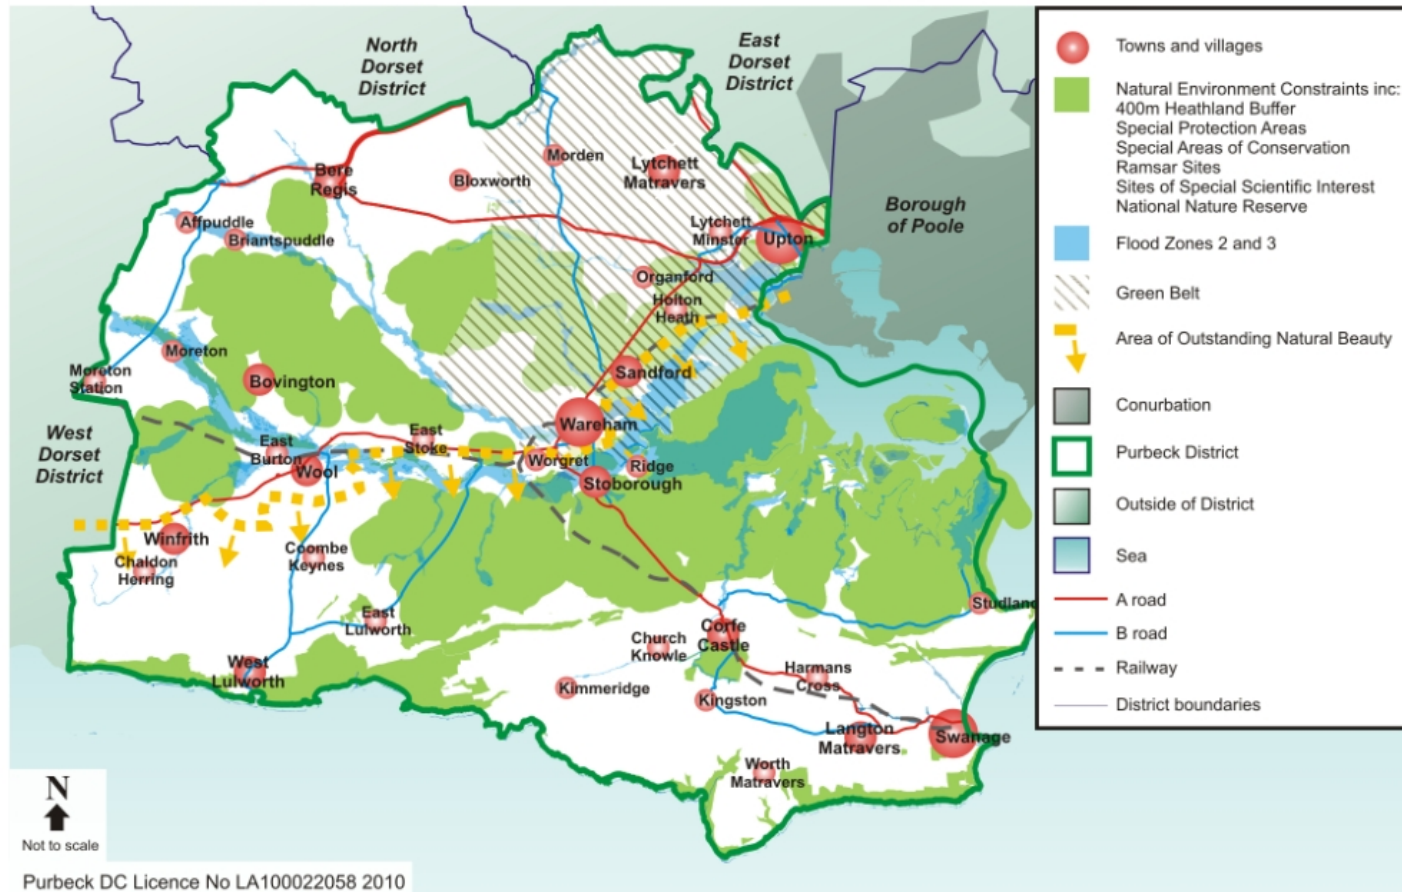 North
Dorset
District
East
Dorset
District
Borough
of Poole
West
Dorset
District
Bere
Regis
Bloxworth
Morden
Lytchett
Matravers
Affpuddle
Briantspuddle
Lytchett
Minster
Upton
Organford
Holton
Heath
Moreton
Moreton
Station
Bovington
Sandford
Wareham
East
Burton
Wool
East
Stoke
Worgret
Ridge
Stoborough
Winfrith
Chaldon
Herring
Coombe
Keynes
East
Lulworth
West
Lulworth
Studland
Corfe
Castle
Church
Knowle
Kimmeridge
Harmans
Cross
Kingston
Langton
Matravers
Swanage
Worth
Matravers
N
Not to scale
Purbeck DC Licence No LA100022058 2010
Towns and villages
Natural Environment Constraints inc:
400m Heathland Buffer
Special Protection Areas
Special Areas of Conservation
Ramsar Sites
Sites of Special Scientific Interest
National Nature Reserve
Flood Zones 2 and 3
Green Belt
Area of Outstanding Natural Beauty
Conurbation
Purbeck District
Outside of District
Sea
A road
B road
Railway
District boundaries